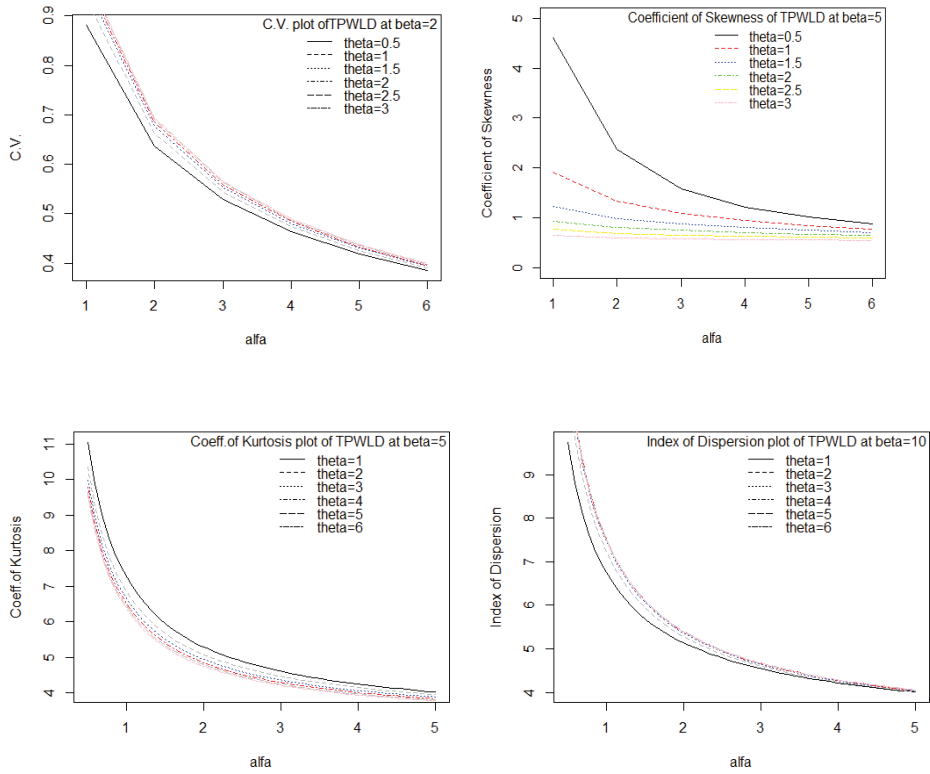 C.V. plot ofTPWLD at beta=2
theta=0.5
theta=1
theta=1.5
theta=2
theta=2.5
theta=3
C.V.
0.9
0.8
0.7
0.6
0.5
0.4
1 2 3 4 5 6
alfa
Coefficient of Skewness of TPWLD at beta=5
theta=0.5
theta=1
theta=1.5
theta=2
theta=2.5
theta=3
Coefficient of Skewness
5
4
3
2
1
0
1 2 3 4 5 6
alfa
Coeff.of Kurtosis plot of TPWLD at beta=5
theta=1
theta=2
theta=3
theta=4
theta=5
theta=6
Coeff.of Kurtosis
11
10
9
8
7
6
5
4
1 2 3 4 5
alfa
Index of Dispersion plot of TPWLD at beta=10
theta=1
theta=2
theta=3
theta=4
theta=5
theta=6
Index of Dispersion
9
8
7
6
5
4
1 2 3 4 5
alfa